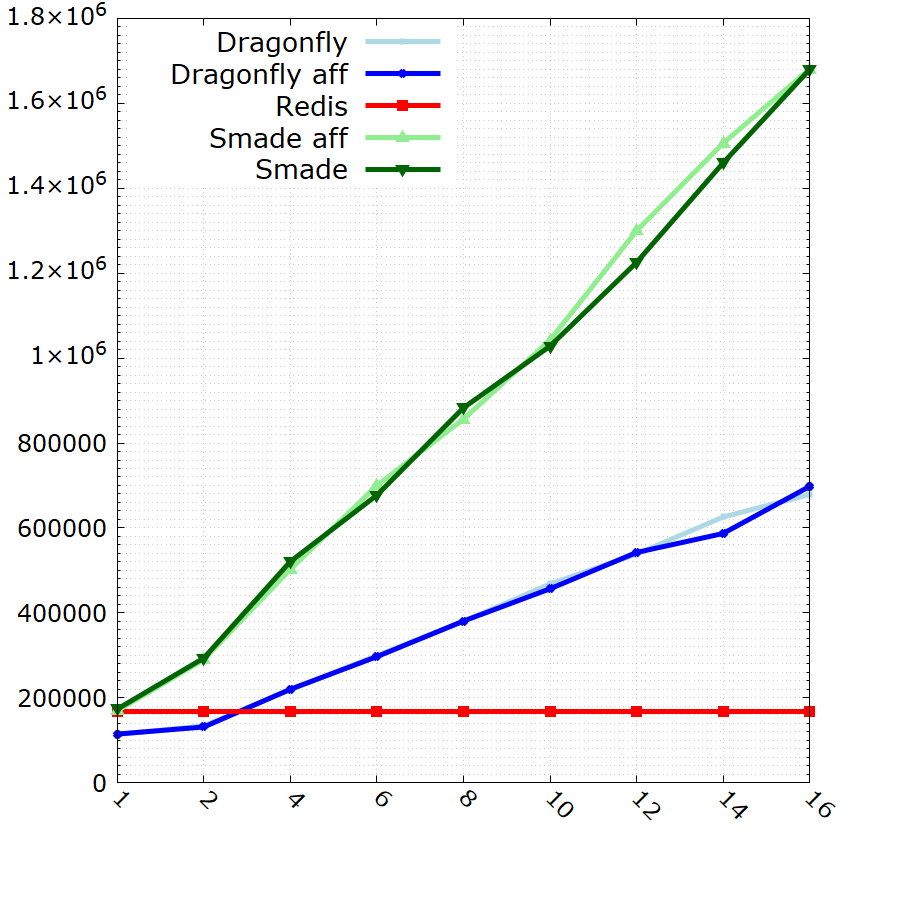 1.8×10⁶
1.6×10⁶
1.4×10⁶
1.2×10⁶
1×10⁶
800000
600000
400000
200000
0
Dragonfly
Dragonfly aff
Redis
Smade aff
Smade
1 2 4 6 8 10 12 14 16